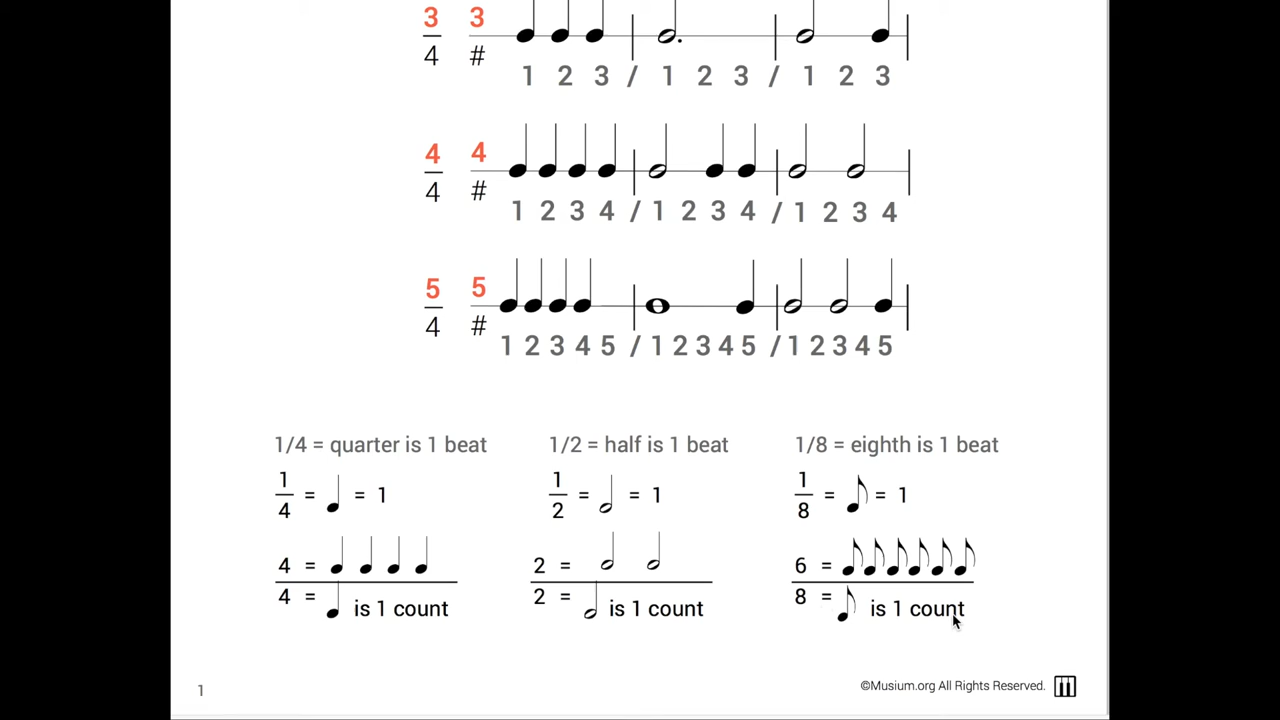 3 3
4 #
1 2 3 / 1 2 3 / 1 2 3
4 4
4 #
1 2 3 4 / 1 2 3 4 / 1 2 3 4
5 5
4 #
1 2 3 4 5 / 1 2 3 4 5 / 1 2 3 4 5
1/4 = quarter is 1 beat
1
4 = = 1
4 =
4 = is 1 count
1/2 = half is 1 beat
1
2 = = 1
2 =
2 = is 1 count
1/8 = eighth is 1 beat
1
8 = = 1
6 =
8 = is 1 count
1
©Musium.org All Rights Reserved.